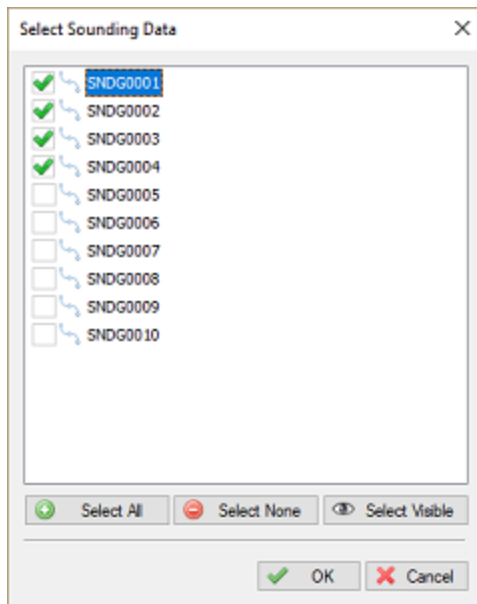 Select Sounding Data
SNDG0001
SNDG0002
SNDG0003
SNDG0004
SNDG0005
SNDG0006
SNDG0007
SNDG0008
SNDG0009
SNDG0010
Select All Select None Select Visible
OK Cancel